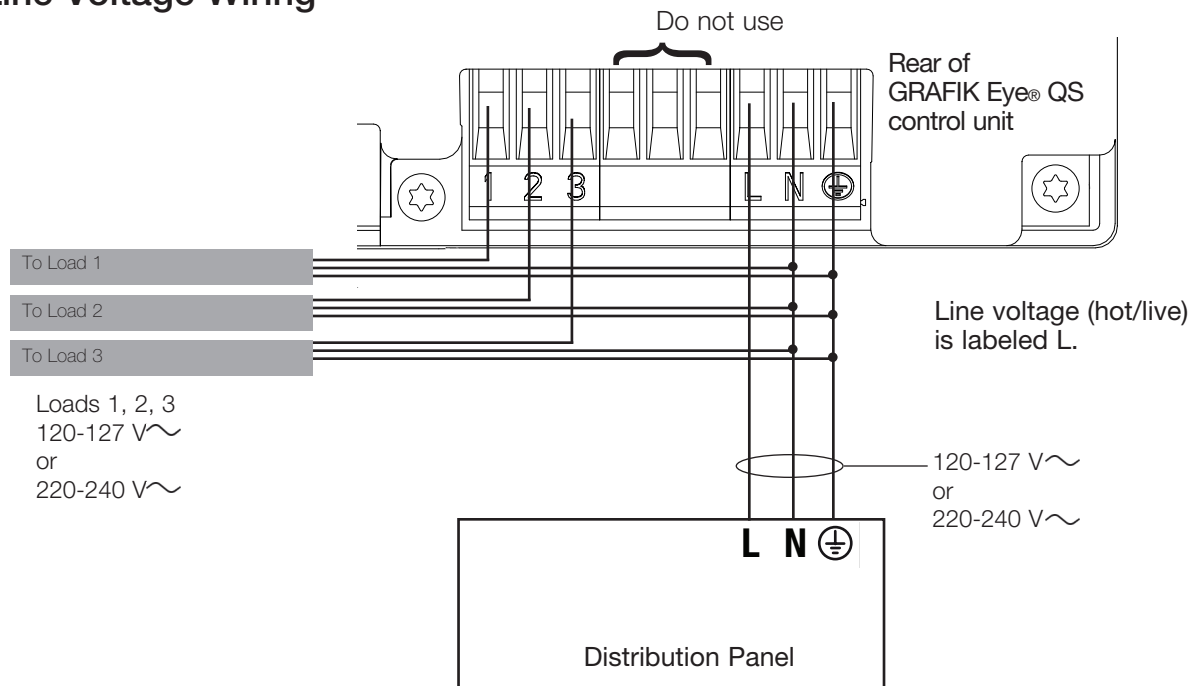 Line Voltage Wiring
Do not use
Rear of
GRAFIK Eye® QS
control unit
1 2 3 L N
To Load 1
To Load 2
To Load 3
Line voltage (hot/live)
is labeled L.
Loads 1, 2, 3
120-127 V
or
220-240 V
120-127 V
or
220-240 V
L N
Distribution Panel